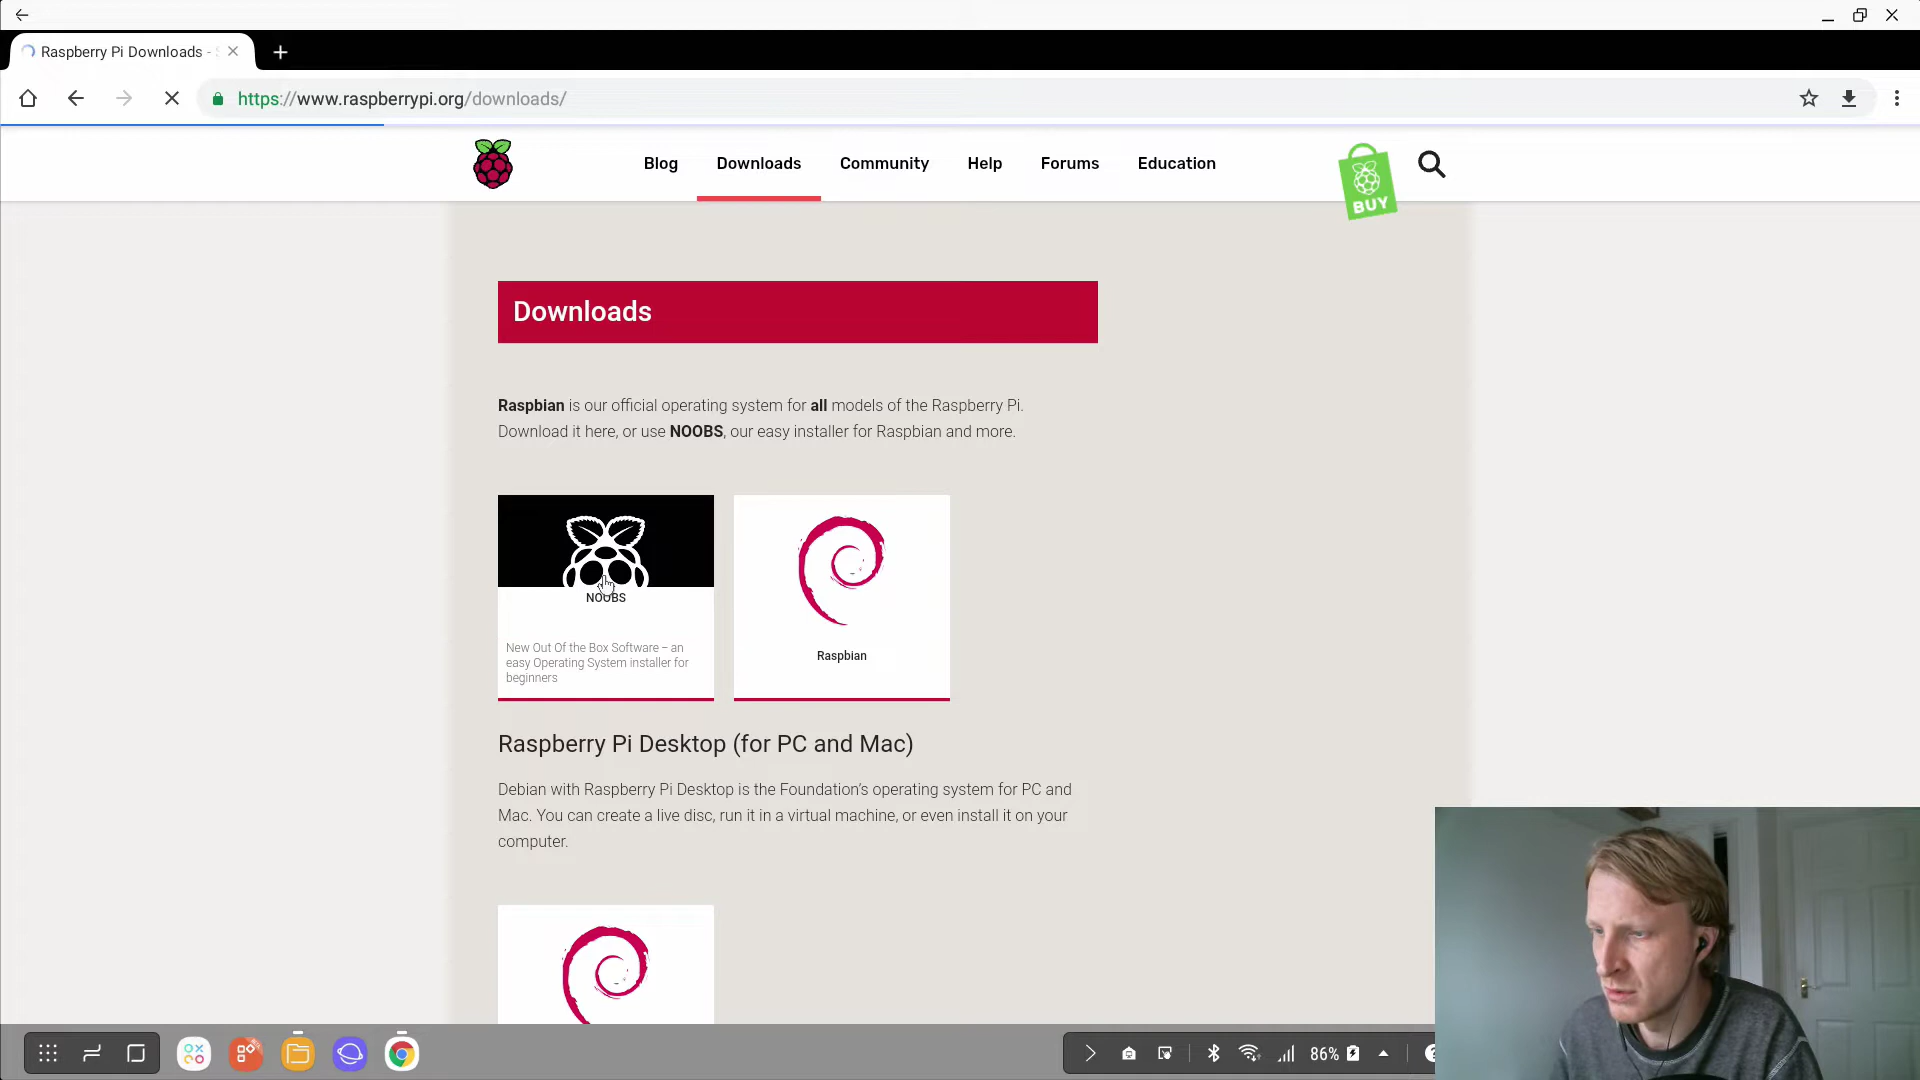 Raspberry Pi Downloads -
https://www.raspberrypi.org/downloads/
Blog
Downloads
Community
Help
Forums
Education
BUY
Downloads
Raspbian is our official operating system for all models of the Raspberry Pi.
Download it here, or use NOOBS, our easy installer for Raspbian and more.
NOOBS
New Out Of the Box Software – an
easy Operating System installer for
beginners
Raspbian
Raspberry Pi Desktop (for PC and Mac)
Debian with Raspberry Pi Desktop is the Foundation's operating system for PC and
Mac. You can create a live disc, run it in a virtual machine, or even install it on your
computer.
86%